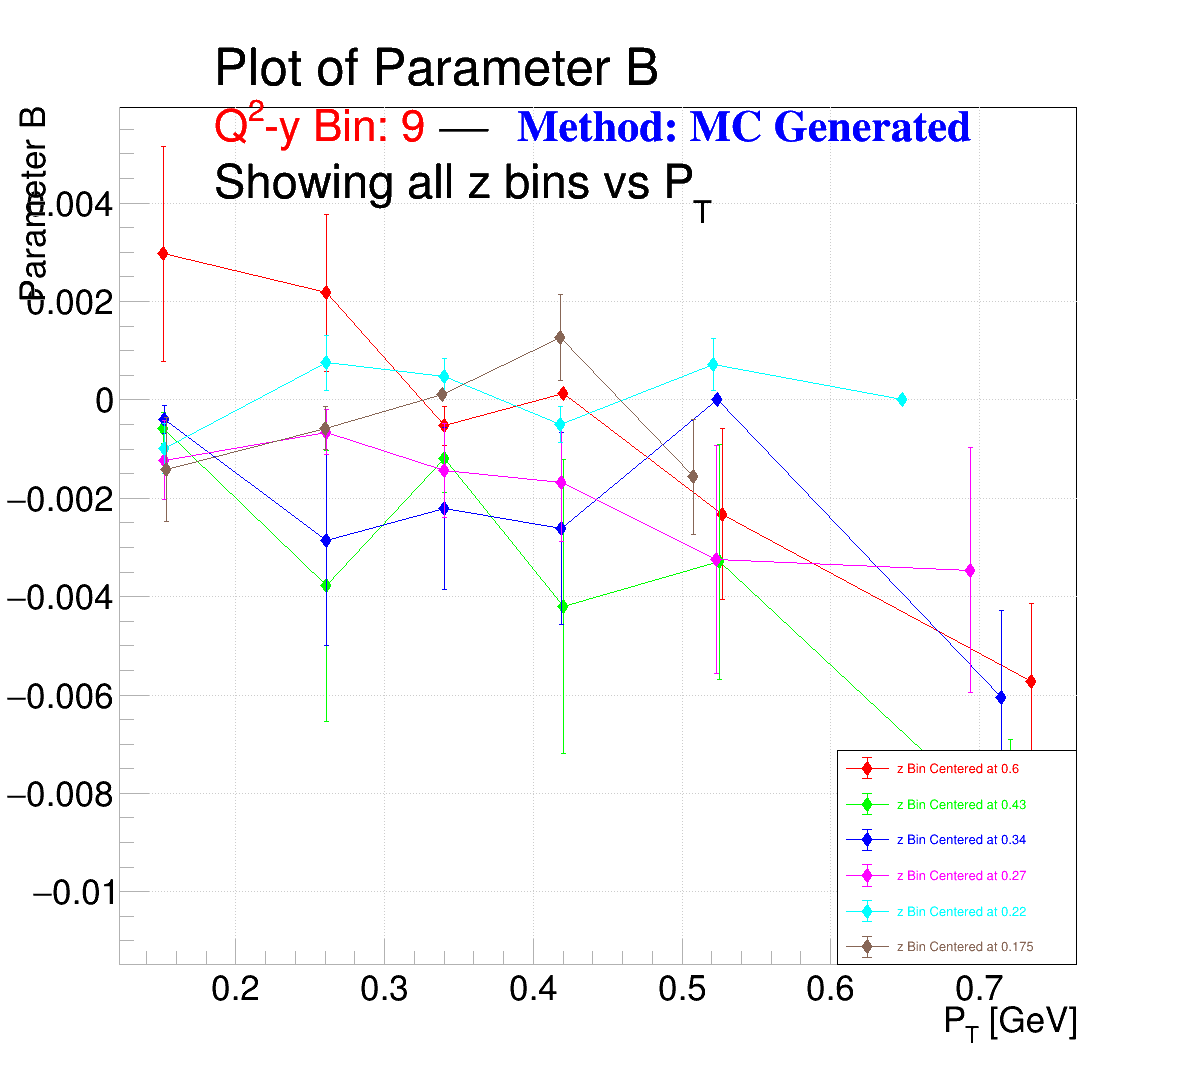 Plot of Parameter B
Q²-y Bin: 9 — Method: MC Generated
Showing all z bins vs P_T
Parameter B
0.004
0.002
0
−0.002
−0.004
−0.006
−0.008
−0.01
z Bin Centered at 0.6
z Bin Centered at 0.43
z Bin Centered at 0.34
z Bin Centered at 0.27
z Bin Centered at 0.22
z Bin Centered at 0.175
0.2 0.3 0.4 0.5 0.6 0.7
P_T [GeV]